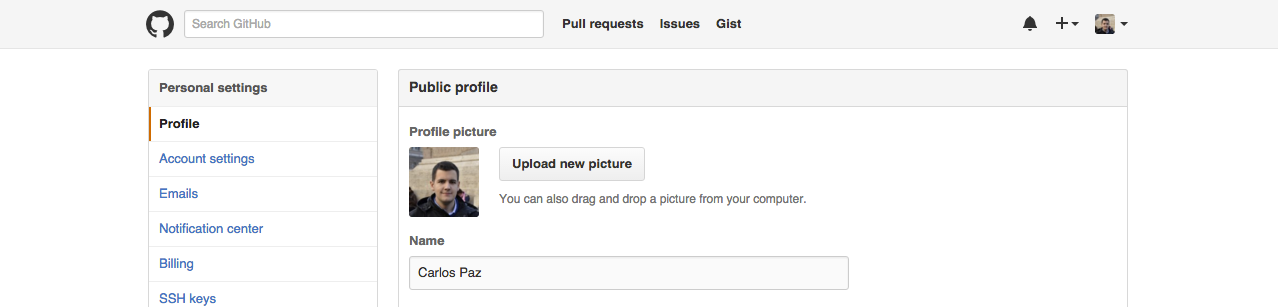 Search GitHub
Pull requests
Issues
Gist
Personal settings
Profile
Account settings
Emails
Notification center
Billing
SSH keys
Public profile
Profile picture
Upload new picture
You can also drag and drop a picture from your computer.
Name
Carlos Paz